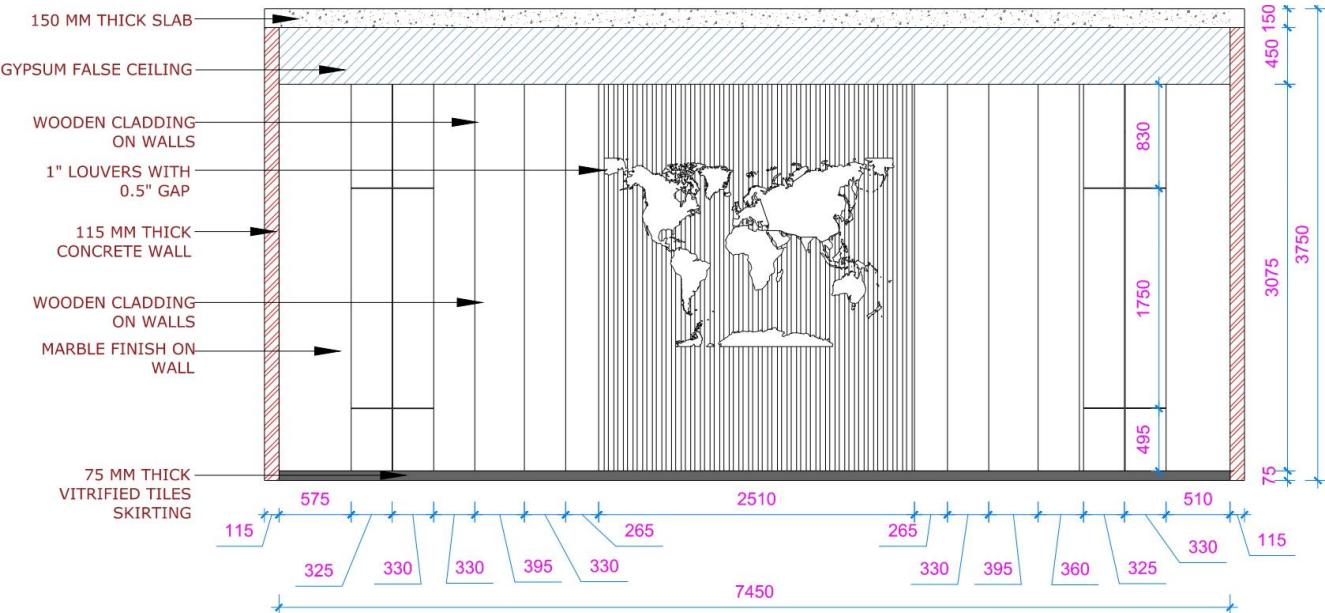 150 MM THICK SLAB
GYPSUM FALSE CEILING
WOODEN CLADDING
ON WALLS
1" LOUVERS WITH
0.5" GAP
115 MM THICK
CONCRETE WALL
WOODEN CLADDING
ON WALLS
MARBLE FINISH ON
WALL
75 MM THICK
VITRIFIED TILES
SKIRTING
150
450
830
3750
3075
1750
495
75
575
2510
510
115
265
265
115
325
330
330
395
330
330
395
360
325
330
7450